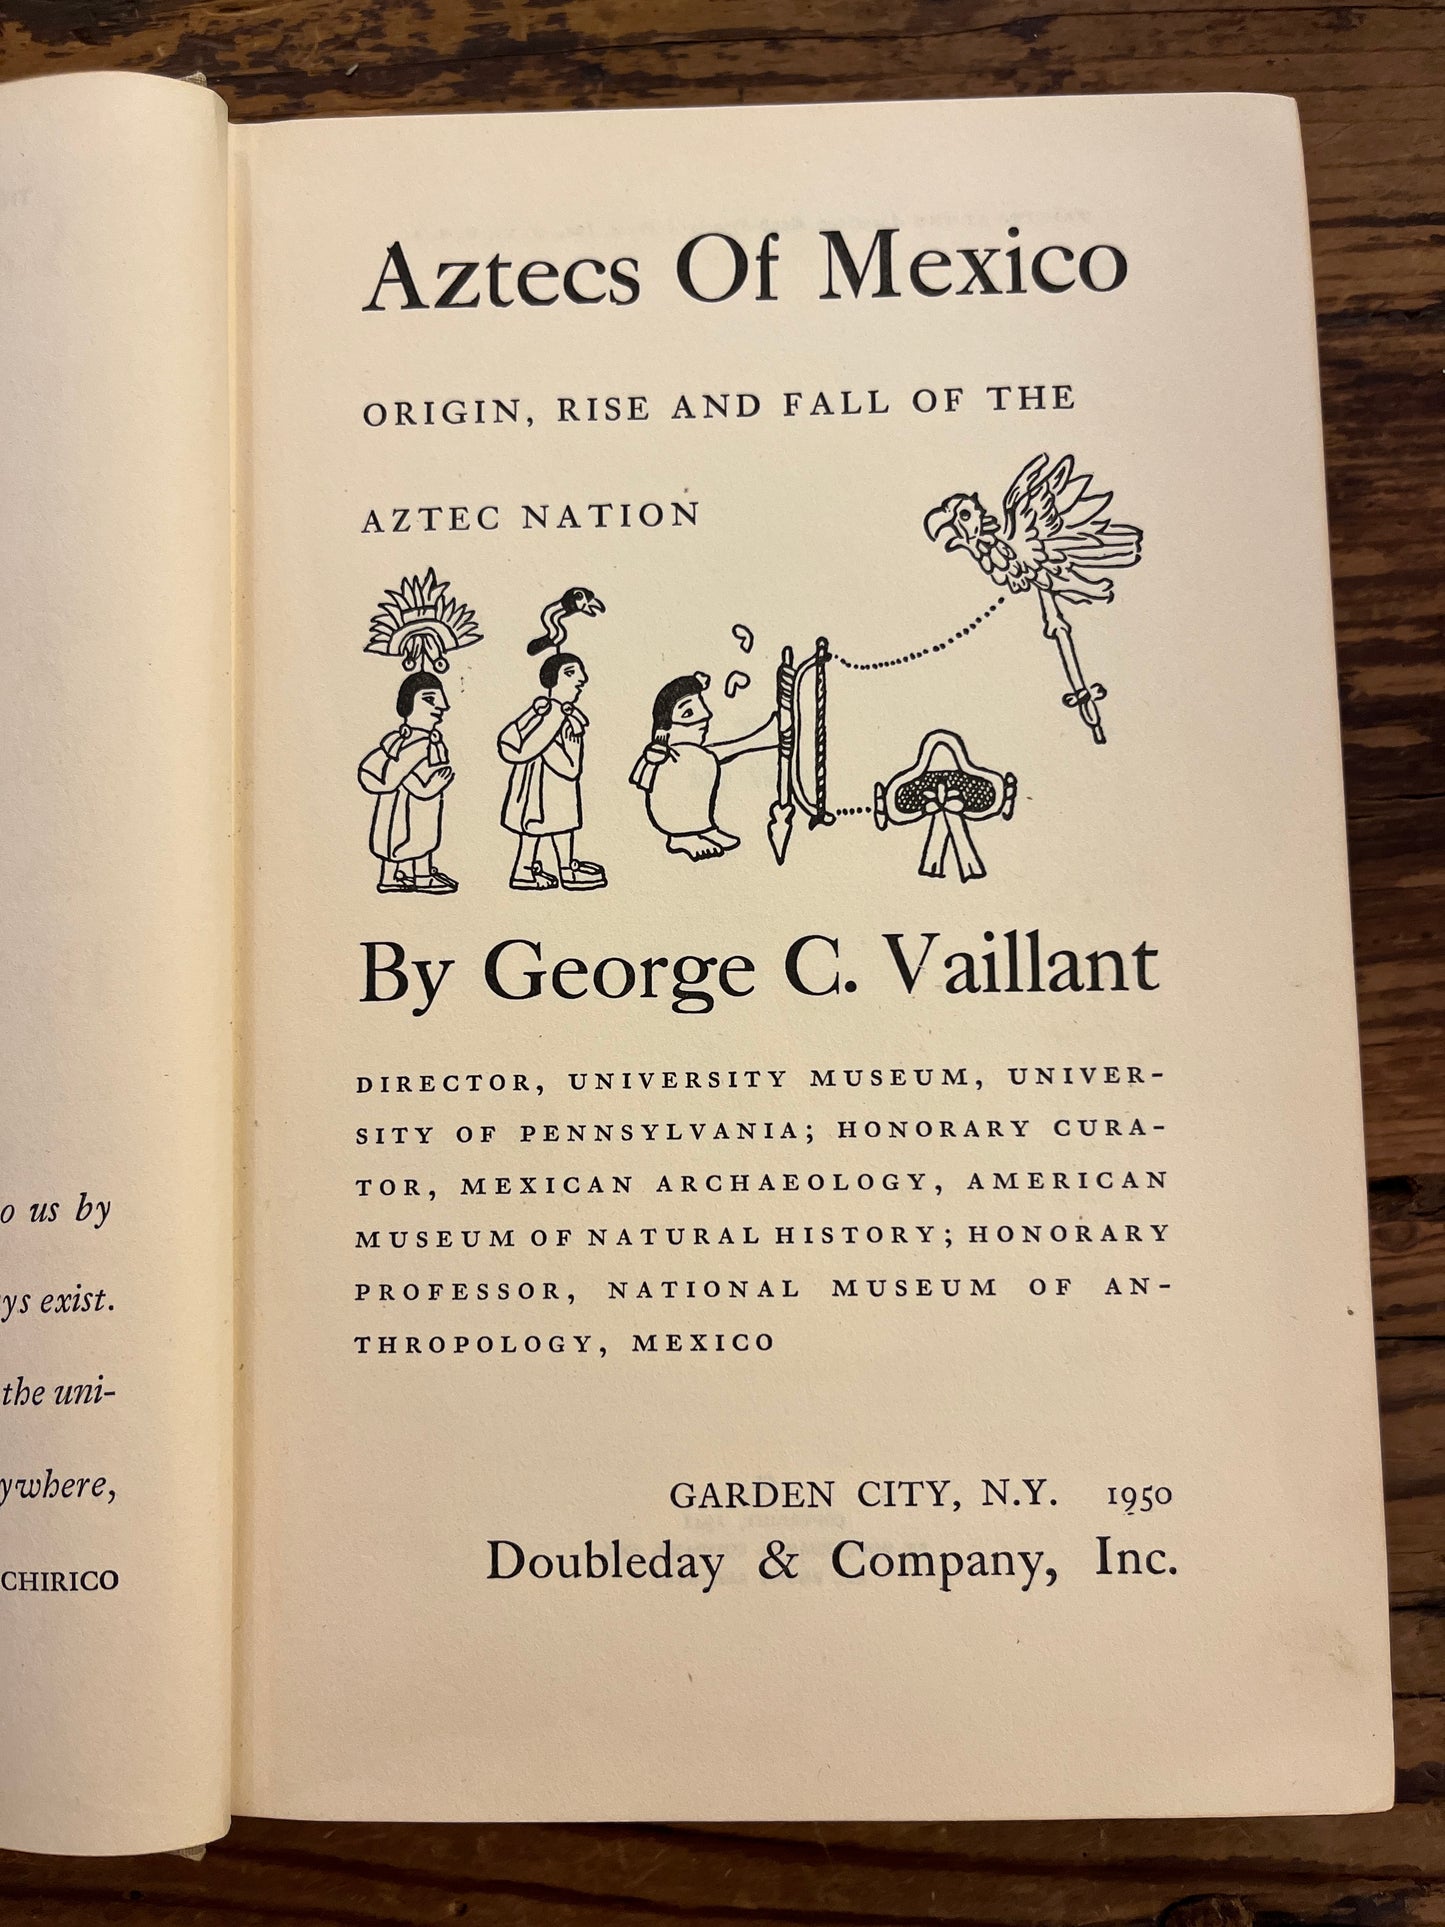 o us by
ys exist.
the uni-
ywhere,
CHIRICO
Aztecs Of Mexico
ORIGIN, RISE AND FALL OF THE
AZTEC NATION
By George C. Vaillant
DIRECTOR, UNIVERSITY MUSEUM, UNIVER-
SITY OF PENNSYLVANIA; HONORARY CURA-
TOR, MEXICAN ARCHAEOLOGY, AMERICAN
MUSEUM OF NATURAL HISTORY; HONORARY
PROFESSOR, NATIONAL MUSEUM OF AN-
THROPOLOGY, MEXICO
GARDEN CITY, N.Y. 1950
Doubleday & Company, Inc.